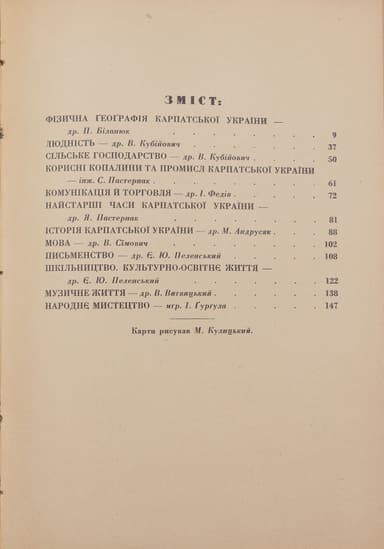 ЗМІСТ:
ФІЗИЧНА ҐЕОҐРАФІЯ КАРПАТСЬКОЇ УКРАЇНИ —
др. П. Біланюк . . . . . . . . 9
ЛЮДНІСТЬ — др. В. Кубійович . . . . . . . 37
СІЛЬСЬКЕ ГОСПОДАРСТВО — др. В. Кубійович . . . . 50
КОРИСНІ КОПАЛИНИ ТА ПРОМИСЛ КАРПАТСЬКОЇ УКРАЇНИ
— інж. С. Пастернак . . . . . . . 61
КОМУНІКАЦІЯ Й ТОРГОВЛЯ — др. І. Федів . . . . 72
НАЙСТАРШІ ЧАСИ КАРПАТСЬКОЇ УКРАЇНИ —
др. Я. Пастернак . . . . . . . . 81
ІСТОРІЯ КАРПАТСЬКОЇ УКРАЇНИ — др. М. Андрусяк . . 88
МОВА — др. В. Сімович . . . . . . . 102
ПИСЬМЕНСТВО — др. Є. Ю. Пеленський . . . . . 108
ШКІЛЬНИЦТВО. КУЛЬТУРНО-ОСВІТНЄ ЖИТТЯ —
др. Є. Ю. Пеленський . . . . . . 122
МУЗИЧНЕ ЖИТТЯ — др. В. Витвицький . . . . . 138
НАРОДНЄ МИСТЕЦТВО — мґр. І. Ґурґула . . . . . 147
Карти рисував М. Кулицький.